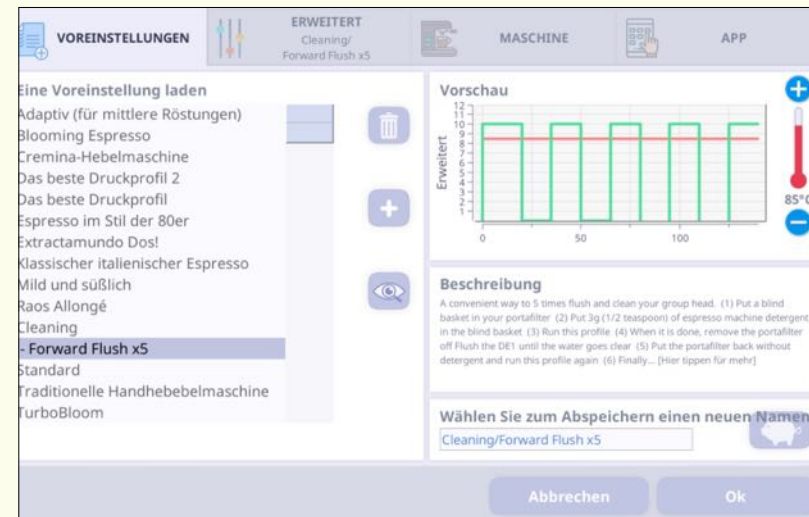 VOREINSTELLUNGEN
ERWEITERT
Cleaning/
Forward Flush x5
MASCHINE
APP
Eine Voreinstellung laden
Adaptiv (für mittlere Röstungen)
Blooming Espresso
Cremina-Hebelmaschine
Das beste Druckprofil 2
Das beste Druckprofil
Espresso im Stil der 80er
Extractamundo Dos!
Klassischer italienischer Espresso
Mild und süßlich
Raos Allongé
Cleaning
- Forward Flush x5
Standard
Traditionelle Handhebebelmaschine
TurboBloom
Vorschau
Erweitert
12
11
10
9
8
7
6
5
4
3
2
1
0
50
100
85°C
Beschreibung
A convenient way to 5 times flush and clean your group head. (1) Put a blind
basket in your portafilter (2) Put 3g (1/2 teaspoon) of espresso machine detergent
in the blind basket (3) Run this profile (4) When it is done, remove the portafilter
off Flush the DE1 until the water goes clear (5) Put the portafilter back without
detergent and run this profile again (6) Finally... [Hier tippen für mehr]
Wählen Sie zum Abspeichern einen neuen Namen
Cleaning/Forward Flush x5
Abbrechen
Ok